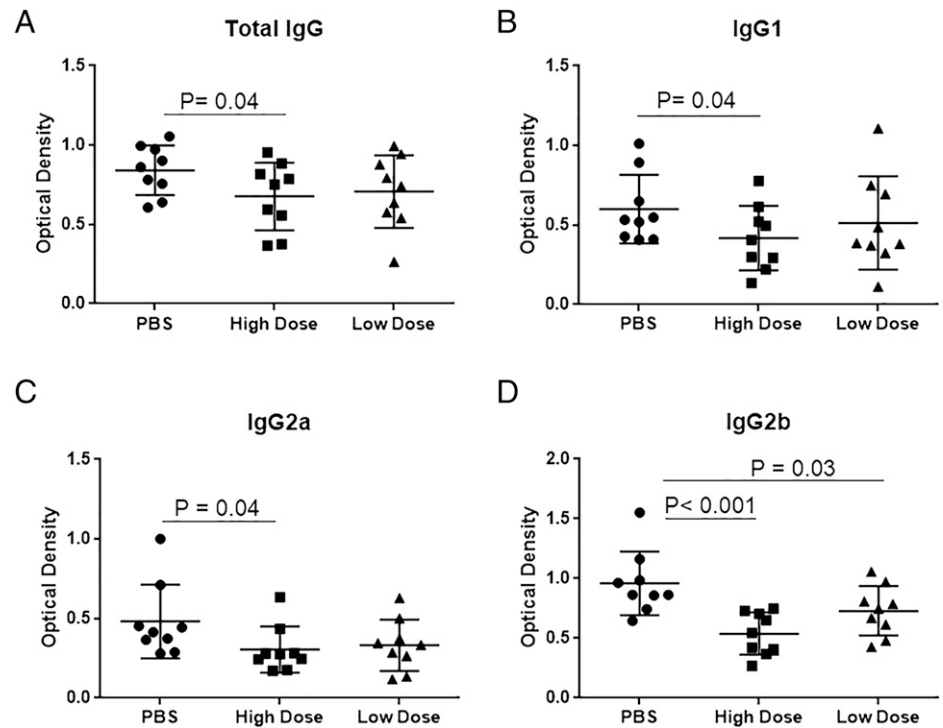 A
Total IgG
1.5
1.0
0.5
0.0
Optical Density
P= 0.04
PBS
High Dose
Low Dose
B
IgG1
1.5
1.0
0.5
0.0
Optical Density
P= 0.04
PBS
High Dose
Low Dose
C
IgG2a
1.5
1.0
0.5
0.0
Optical Density
P = 0.04
PBS
High Dose
Low Dose
D
IgG2b
2.0
1.5
1.0
0.5
0.0
Optical Density
P = 0.03
P< 0.001
PBS
High Dose
Low Dose